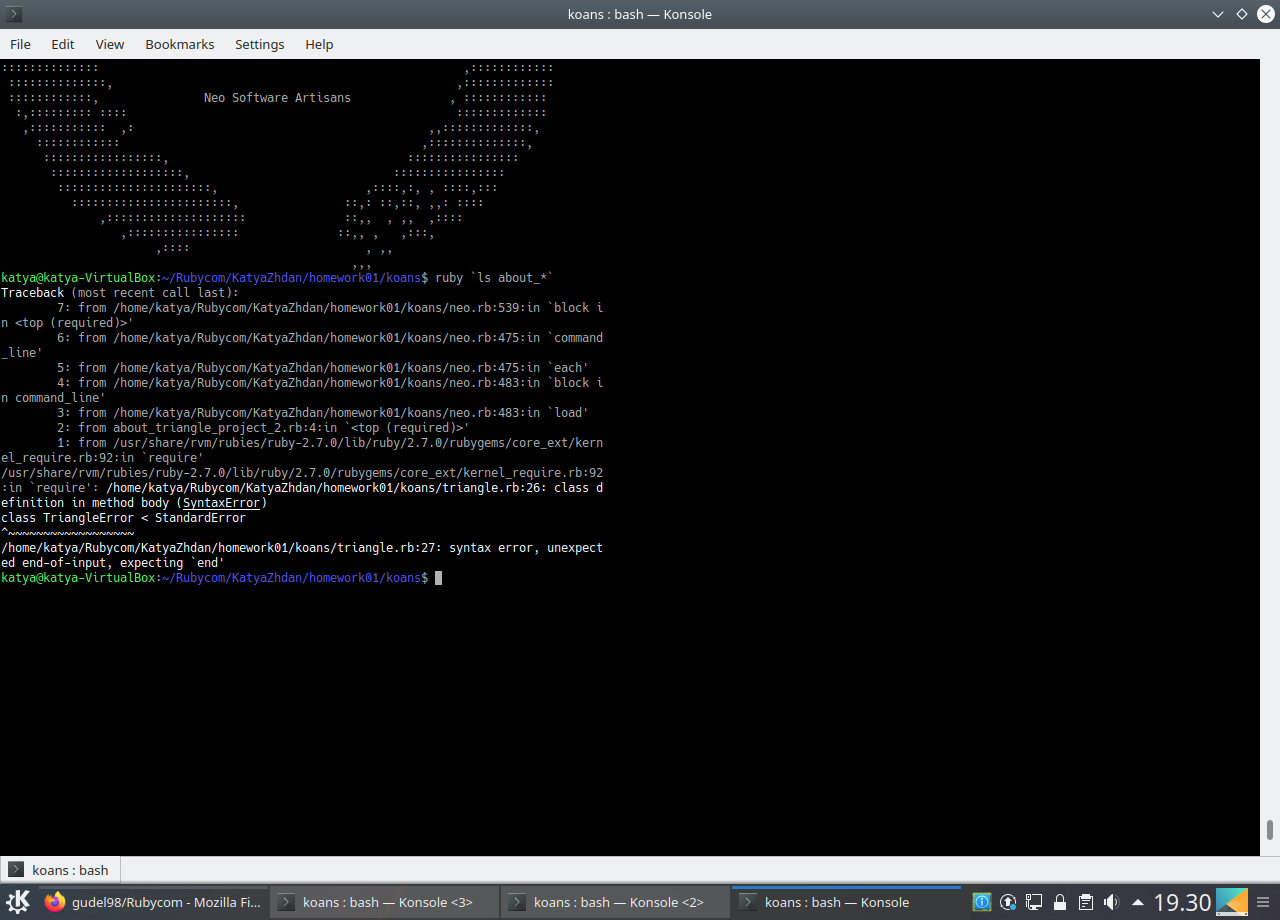 koans : bash — Konsole
File Edit View Bookmarks Settings Help
:::::::::::::: ,::::::::::::
::::::::::::::, ,:::::::::::::
::::::::::::, Neo Software Artisans , ::::::::::::
:,::::::::: :::: :::::::::::::
,::::::::::: ,: ,,:::::::::::::,
:::::::::::: ,::::::::::::::,
:::::::::::::::::, ::::::::::::::::
:::::::::::::::::::, ::::::::::::::::
::::::::::::::::::::::, ,::::,:, , ::::,:::
:::::::::::::::::::::::, ::,: ::,::, ,,: ::::
,:::::::::::::::::::: ::,, , ,, ,::::
,:::::::::::::::: ::,, , ,:::,
,:::: , ,,
,,,
katya@katya-VirtualBox:~/Rubycom/KatyaZhdan/homework01/koans$ ruby `ls about_*`
Traceback (most recent call last):
7: from /home/katya/Rubycom/KatyaZhdan/homework01/koans/neo.rb:539:in `block i
n <top (required)>'
6: from /home/katya/Rubycom/KatyaZhdan/homework01/koans/neo.rb:475:in `command
_line'
5: from /home/katya/Rubycom/KatyaZhdan/homework01/koans/neo.rb:475:in `each'
4: from /home/katya/Rubycom/KatyaZhdan/homework01/koans/neo.rb:483:in `block i
n command_line'
3: from /home/katya/Rubycom/KatyaZhdan/homework01/koans/neo.rb:483:in `load'
2: from about_triangle_project_2.rb:4:in `<top (required)>'
1: from /usr/share/rvm/rubies/ruby-2.7.0/lib/ruby/2.7.0/rubygems/core_ext/kern
el_require.rb:92:in `require'
/usr/share/rvm/rubies/ruby-2.7.0/lib/ruby/2.7.0/rubygems/core_ext/kernel_require.rb:92
:in `require': /home/katya/Rubycom/KatyaZhdan/homework01/koans/triangle.rb:26: class d
efinition in method body (SyntaxError)
class TriangleError < StandardError
^~~~~~~~~~~~~~~~~~~
/home/katya/Rubycom/KatyaZhdan/homework01/koans/triangle.rb:27: syntax error, unexpect
ed end-of-input, expecting `end'
katya@katya-VirtualBox:~/Rubycom/KatyaZhdan/homework01/koans$
koans : bash
gudel98/Rubycom - Mozilla Fi... koans : bash — Konsole <3> koans : bash — Konsole <2> koans : bash — Konsole 19.30